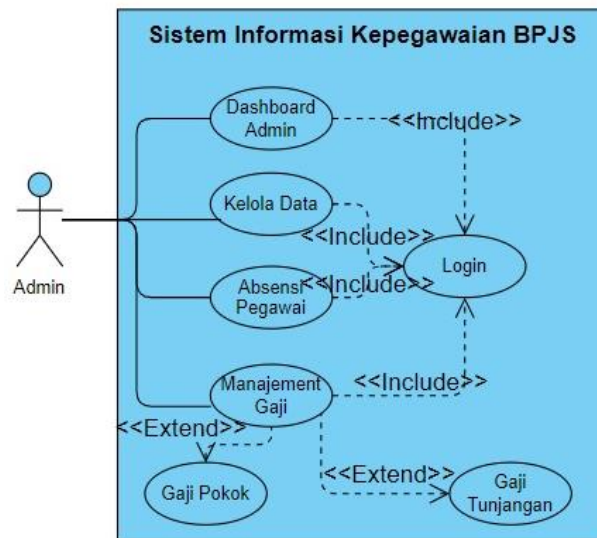 Sistem Informasi Kepegawaian BPJS
Dashboard
Admin
<<Include>>
Kelola Data
<<Include>>
Login
Admin
Absensi
Pegawai
<<Include>>
Manajement
Gaji
<<Include>>
<<Extend>>
<<Extend>>
Gaji Pokok
Gaji
Tunjangan